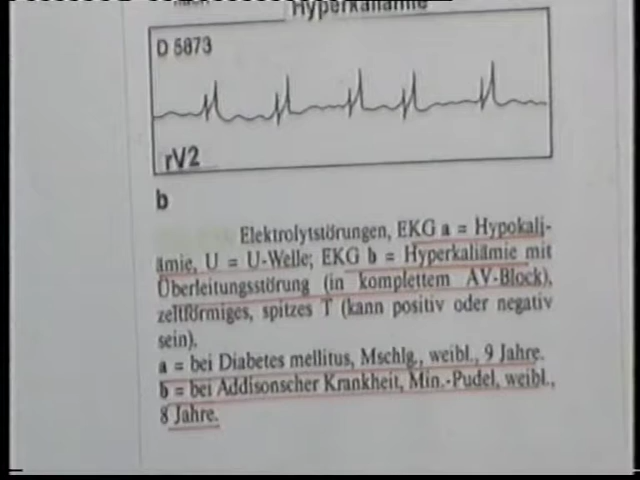 Hyperkaliämie
D 5873
rV2
b
Elektrolytstörungen, EKG a = Hypokali-
ämie, U = U-Welle; EKG b = Hyperkaliämie mit
Überleitungsstörung (in komplettem AV-Block),
zeltförmiges, spitzes T (kann positiv oder negativ
sein).
a = bei Diabetes mellitus, Mschlg., weibl., 9 Jahre.
b = bei Addisonscher Krankheit, Min.-Pudel, weibl.,
8 Jahre.